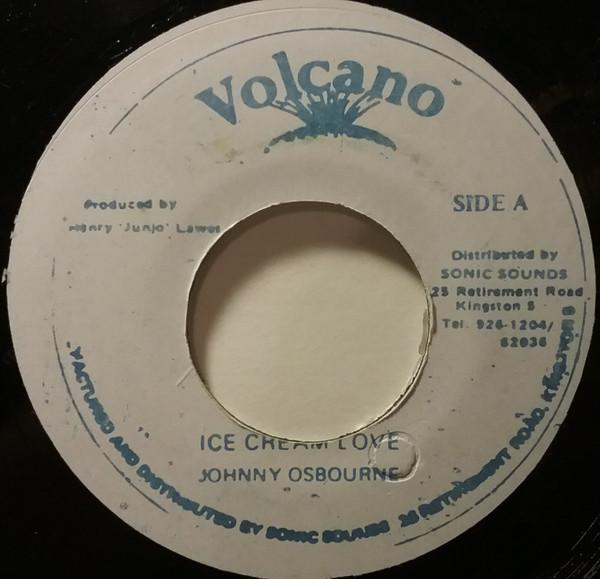 Volcano
Produced by
Henry 'Junjo' Lawes
SIDE A
Distributed by
SONIC SOUNDS
25 Retirement Road
Kingston 5
Tel. 926-1204/
62036
ICE CREAM LOVE
JOHNNY OSBOURNE
FACTURED AND DISTRIBUTED BY SONIC SOUNDS 25 RETIREMENT ROAD, KINGSTON 5